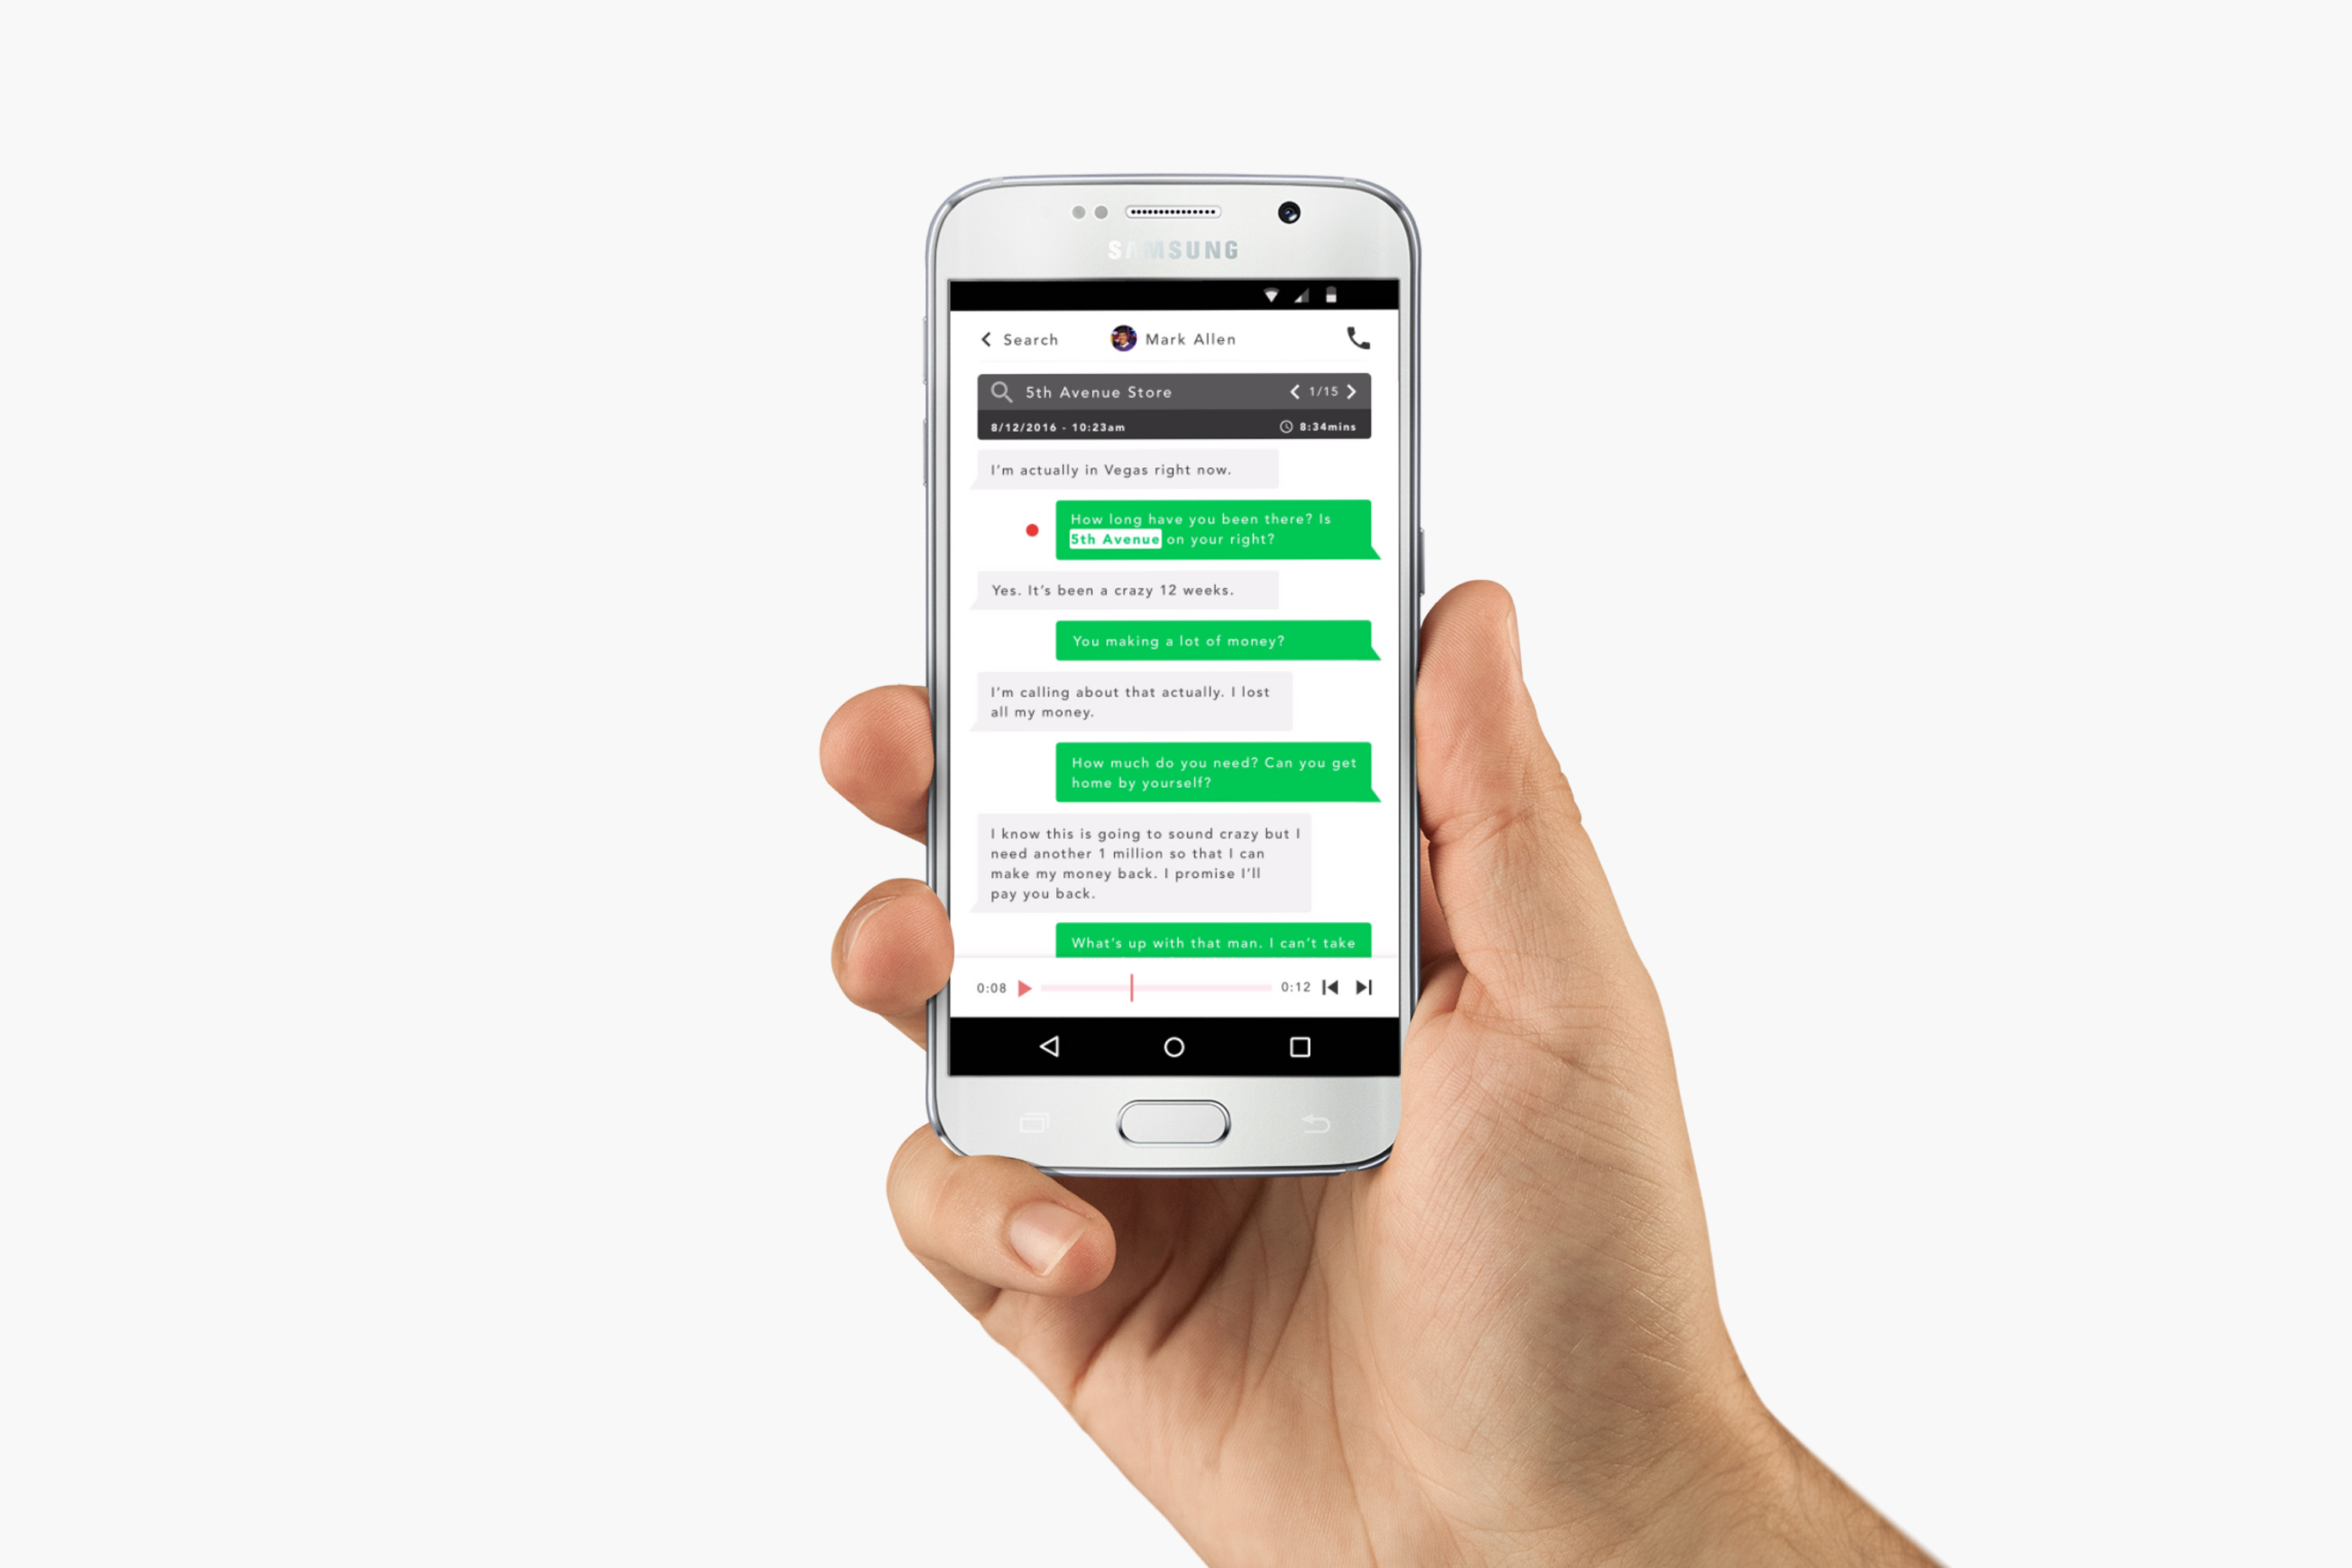 SAMSUNG
Search
Mark Allen
5th Avenue Store
1/15
8/12/2016 - 10:23am
8:34mins
I'm actually in Vegas right now.
How long have you been there? Is
5th Avenue on your right?
Yes. It's been a crazy 12 weeks.
You making a lot of money?
I'm calling about that actually. I lost
all my money.
How much do you need? Can you get
home by yourself?
I know this is going to sound crazy but I
need another 1 million so that I can
make my money back. I promise I'll
pay you back.
What's up with that man. I can't take
0:08
0:12